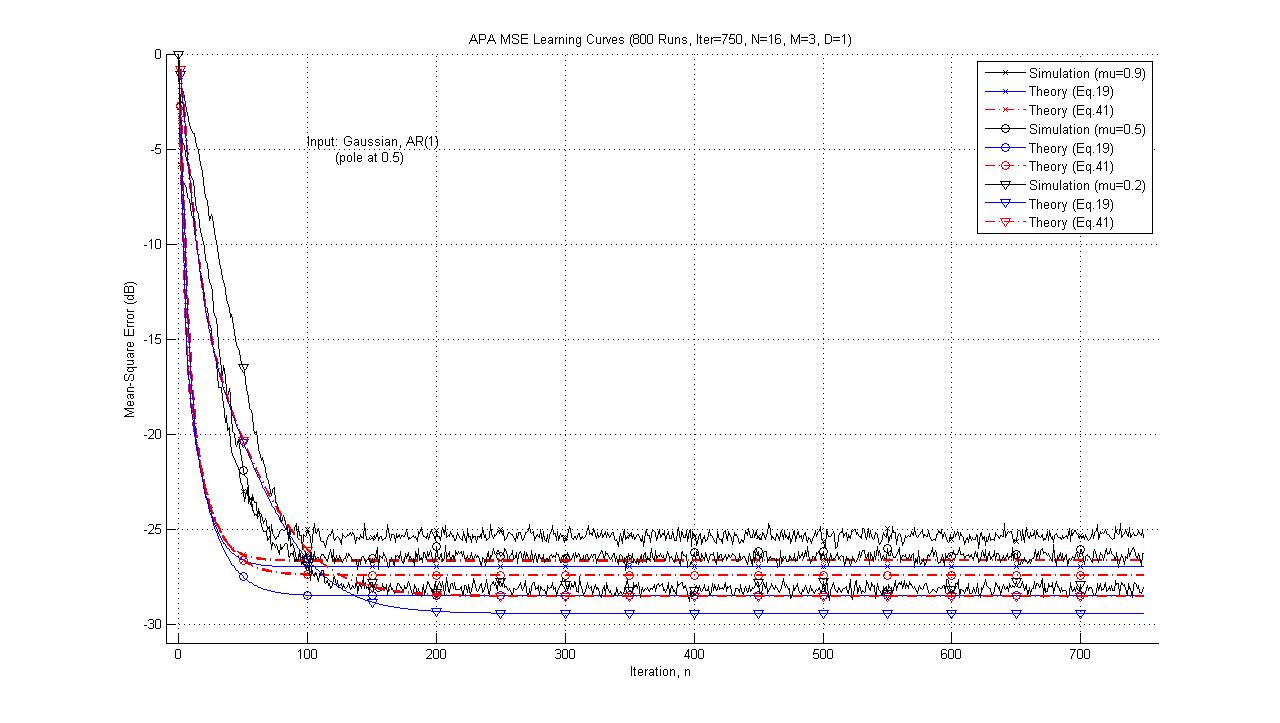 APA MSE Learning Curves (800 Runs, Iter=750, N=16, M=3, D=1)
Simulation (mu=0.9)
Theory (Eq.19)
Theory (Eq.41)
Simulation (mu=0.5)
Theory (Eq.19)
Theory (Eq.41)
Simulation (mu=0.2)
Theory (Eq.19)
Theory (Eq.41)
Input: Gaussian, AR(1)
(pole at 0.5)
Mean-Square Error (dB)
0
-5
-10
-15
-20
-25
-30
0 100 200 300 400 500 600 700
Iteration, n